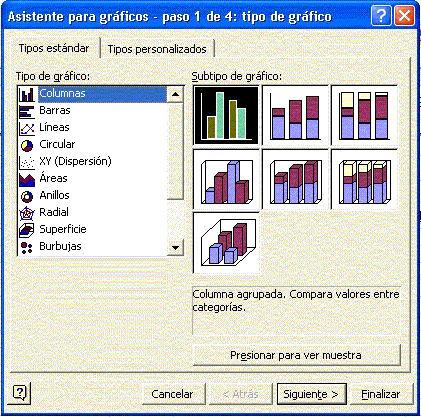 Asistente para gráficos - paso 1 de 4: tipo de gráfico
Tipos estándar
Tipos personalizados
Tipo de gráfico:
Columnas
Barras
Líneas
Circular
XY (Dispersión)
Áreas
Anillos
Radial
Superficie
Burbujas
Subtipo de gráfico:
Columna agrupada. Compara valores entre
categorías.
Presionar para ver muestra
Cancelar
< Atrás
Siguiente >
Finalizar